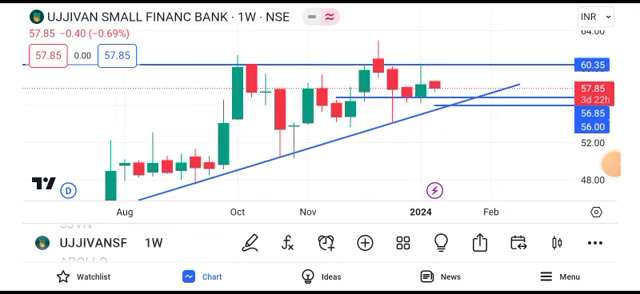 UJJIVAN SMALL FINANC BANK · 1W · NSE
INR
57.85 −0.40 (−0.69%)
57.85 0.00 57.85
64.00
60.35
57.85
3d 22h
56.85
56.00
52.00
48.00
D
Aug Oct Nov 2024 Feb
UJJIVANSF 1W
Watchlist Chart Ideas News Menu